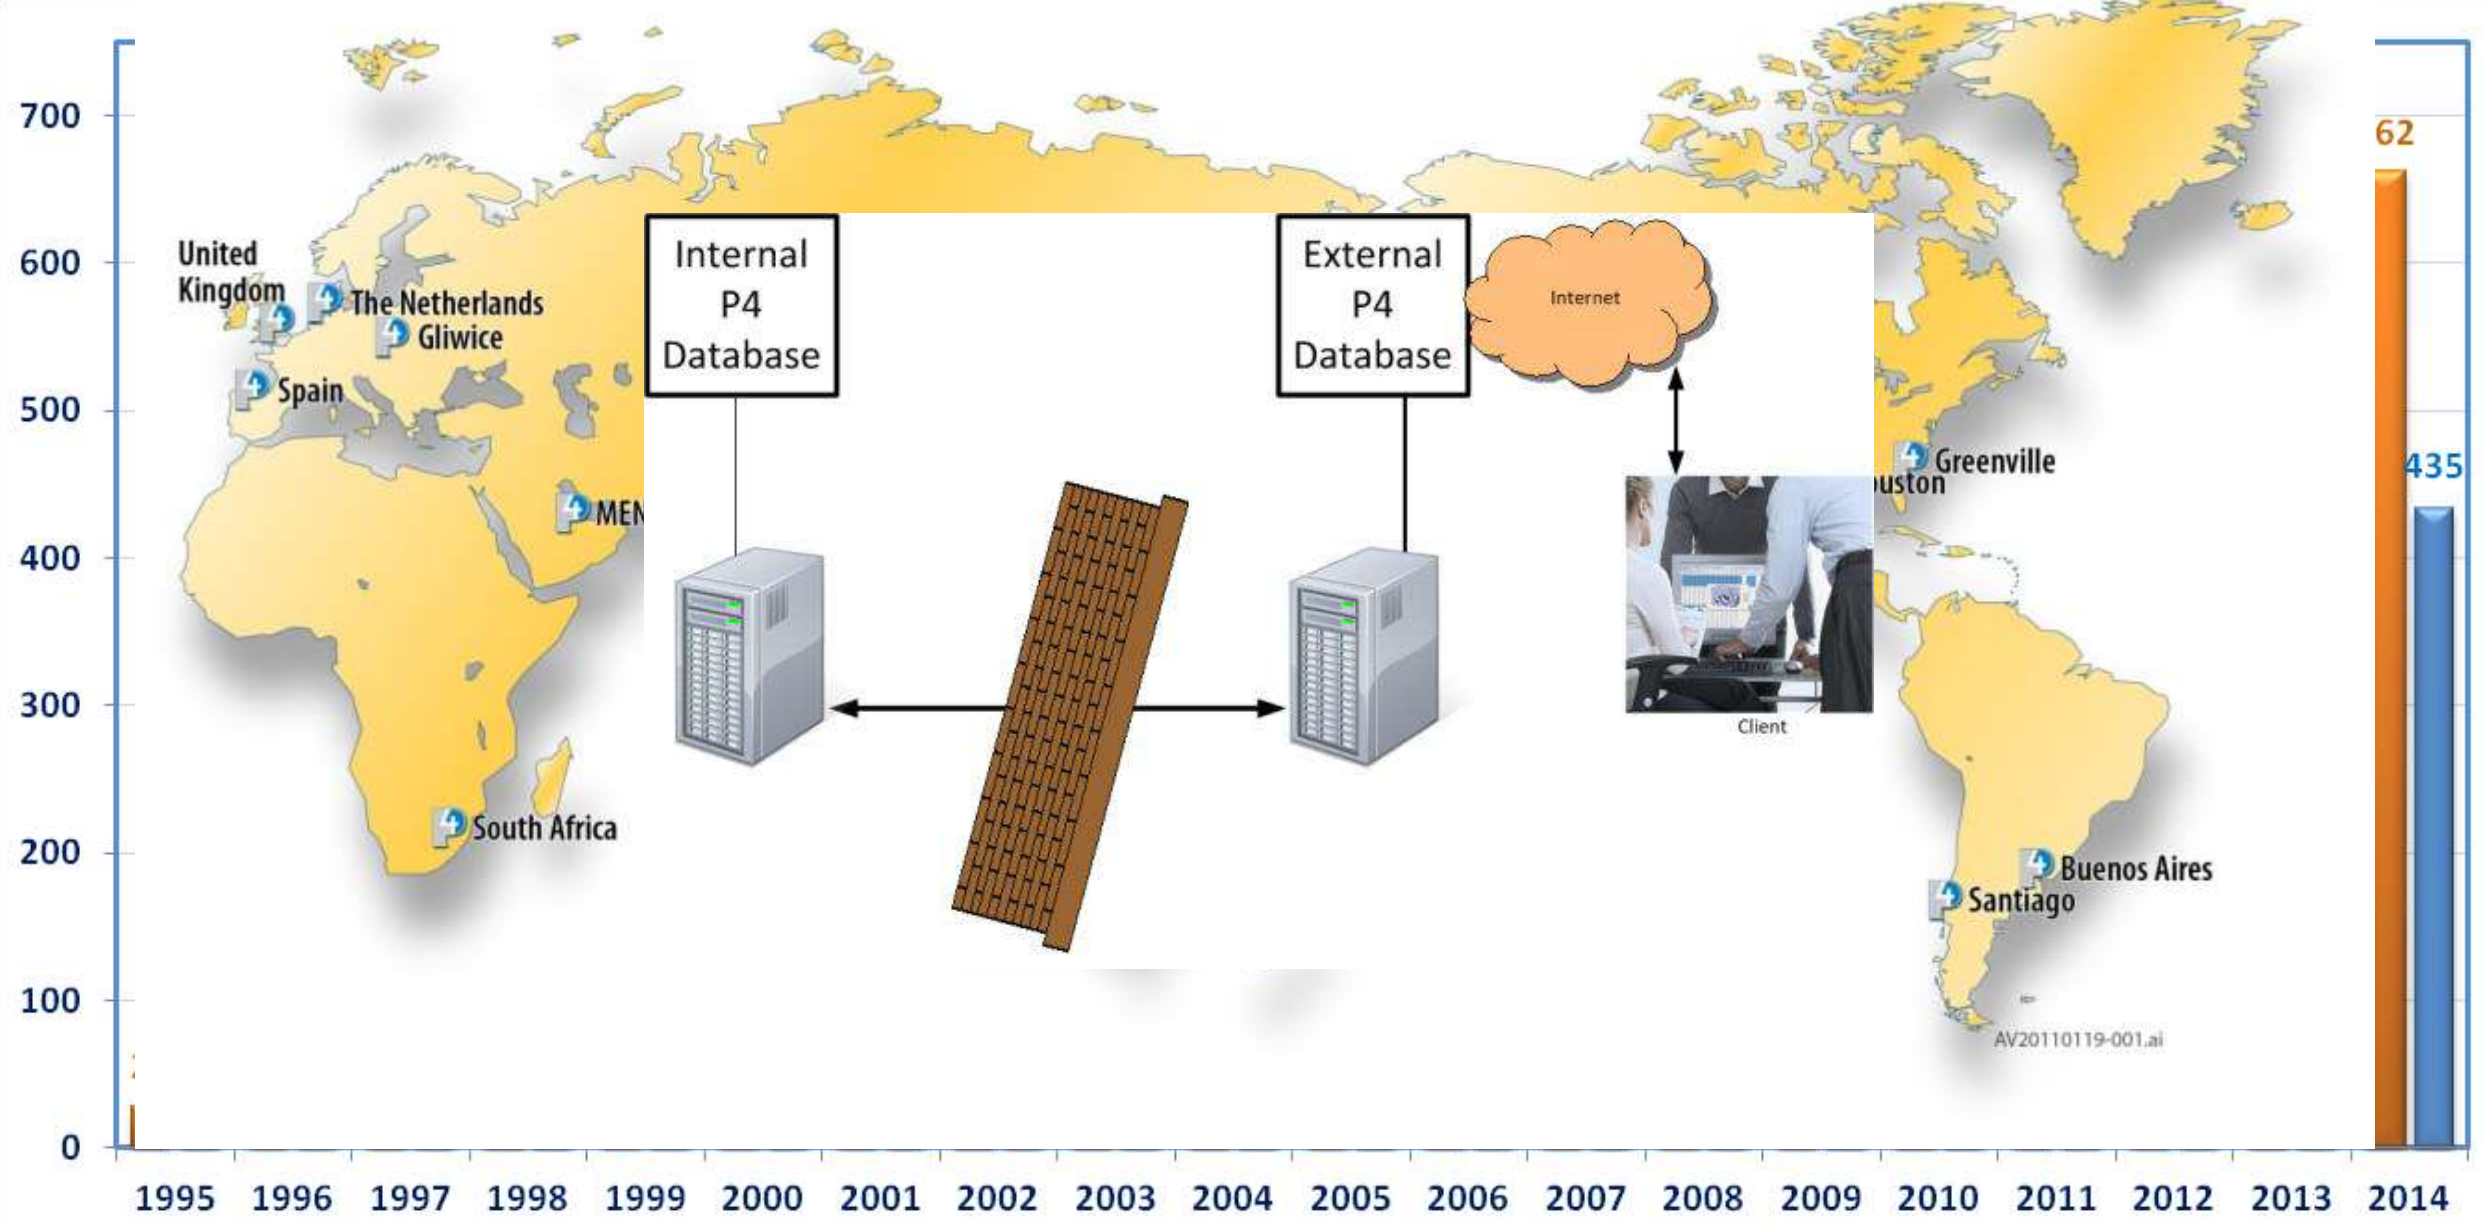 700
600
500
400
300
200
100
0
62
435
United
Kingdom
The Netherlands
Gliwice
Spain
South Africa
Internal
P4
Database
External
P4
Database
Internet
Client
Greenville
Buenos Aires
Santiago
AV20110119-001.ai
1995 1996 1997 1998 1999 2000 2001 2002 2003 2004 2005 2006 2007 2008 2009 2010 2011 2012 2013 2014